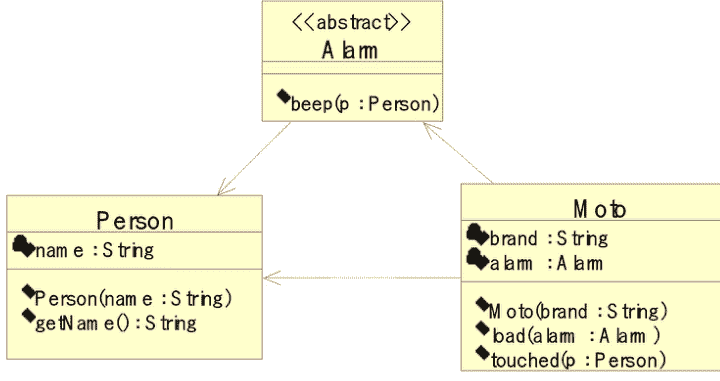 <<abstract>>
Alarm
beep(p : Person)
Person
name : String
Person(name : String)
getName() : String
Moto
brand : String
alarm : Alarm
Moto(brand : String)
load(alarm : Alarm)
touched(p : Person)